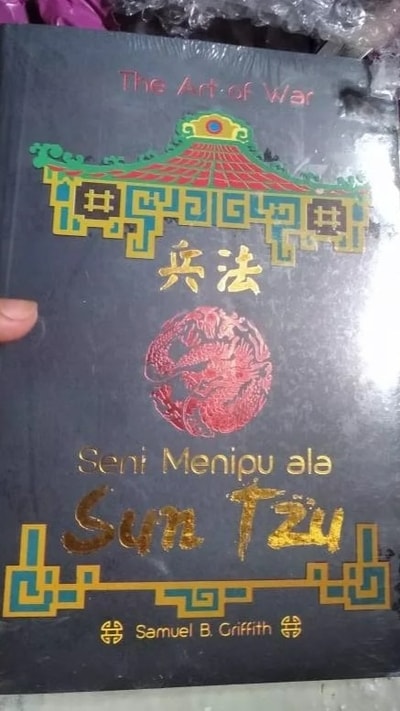 The Art of War
兵法
Seni Menipu ala
Sun Tzu
Samuel B. Griffith